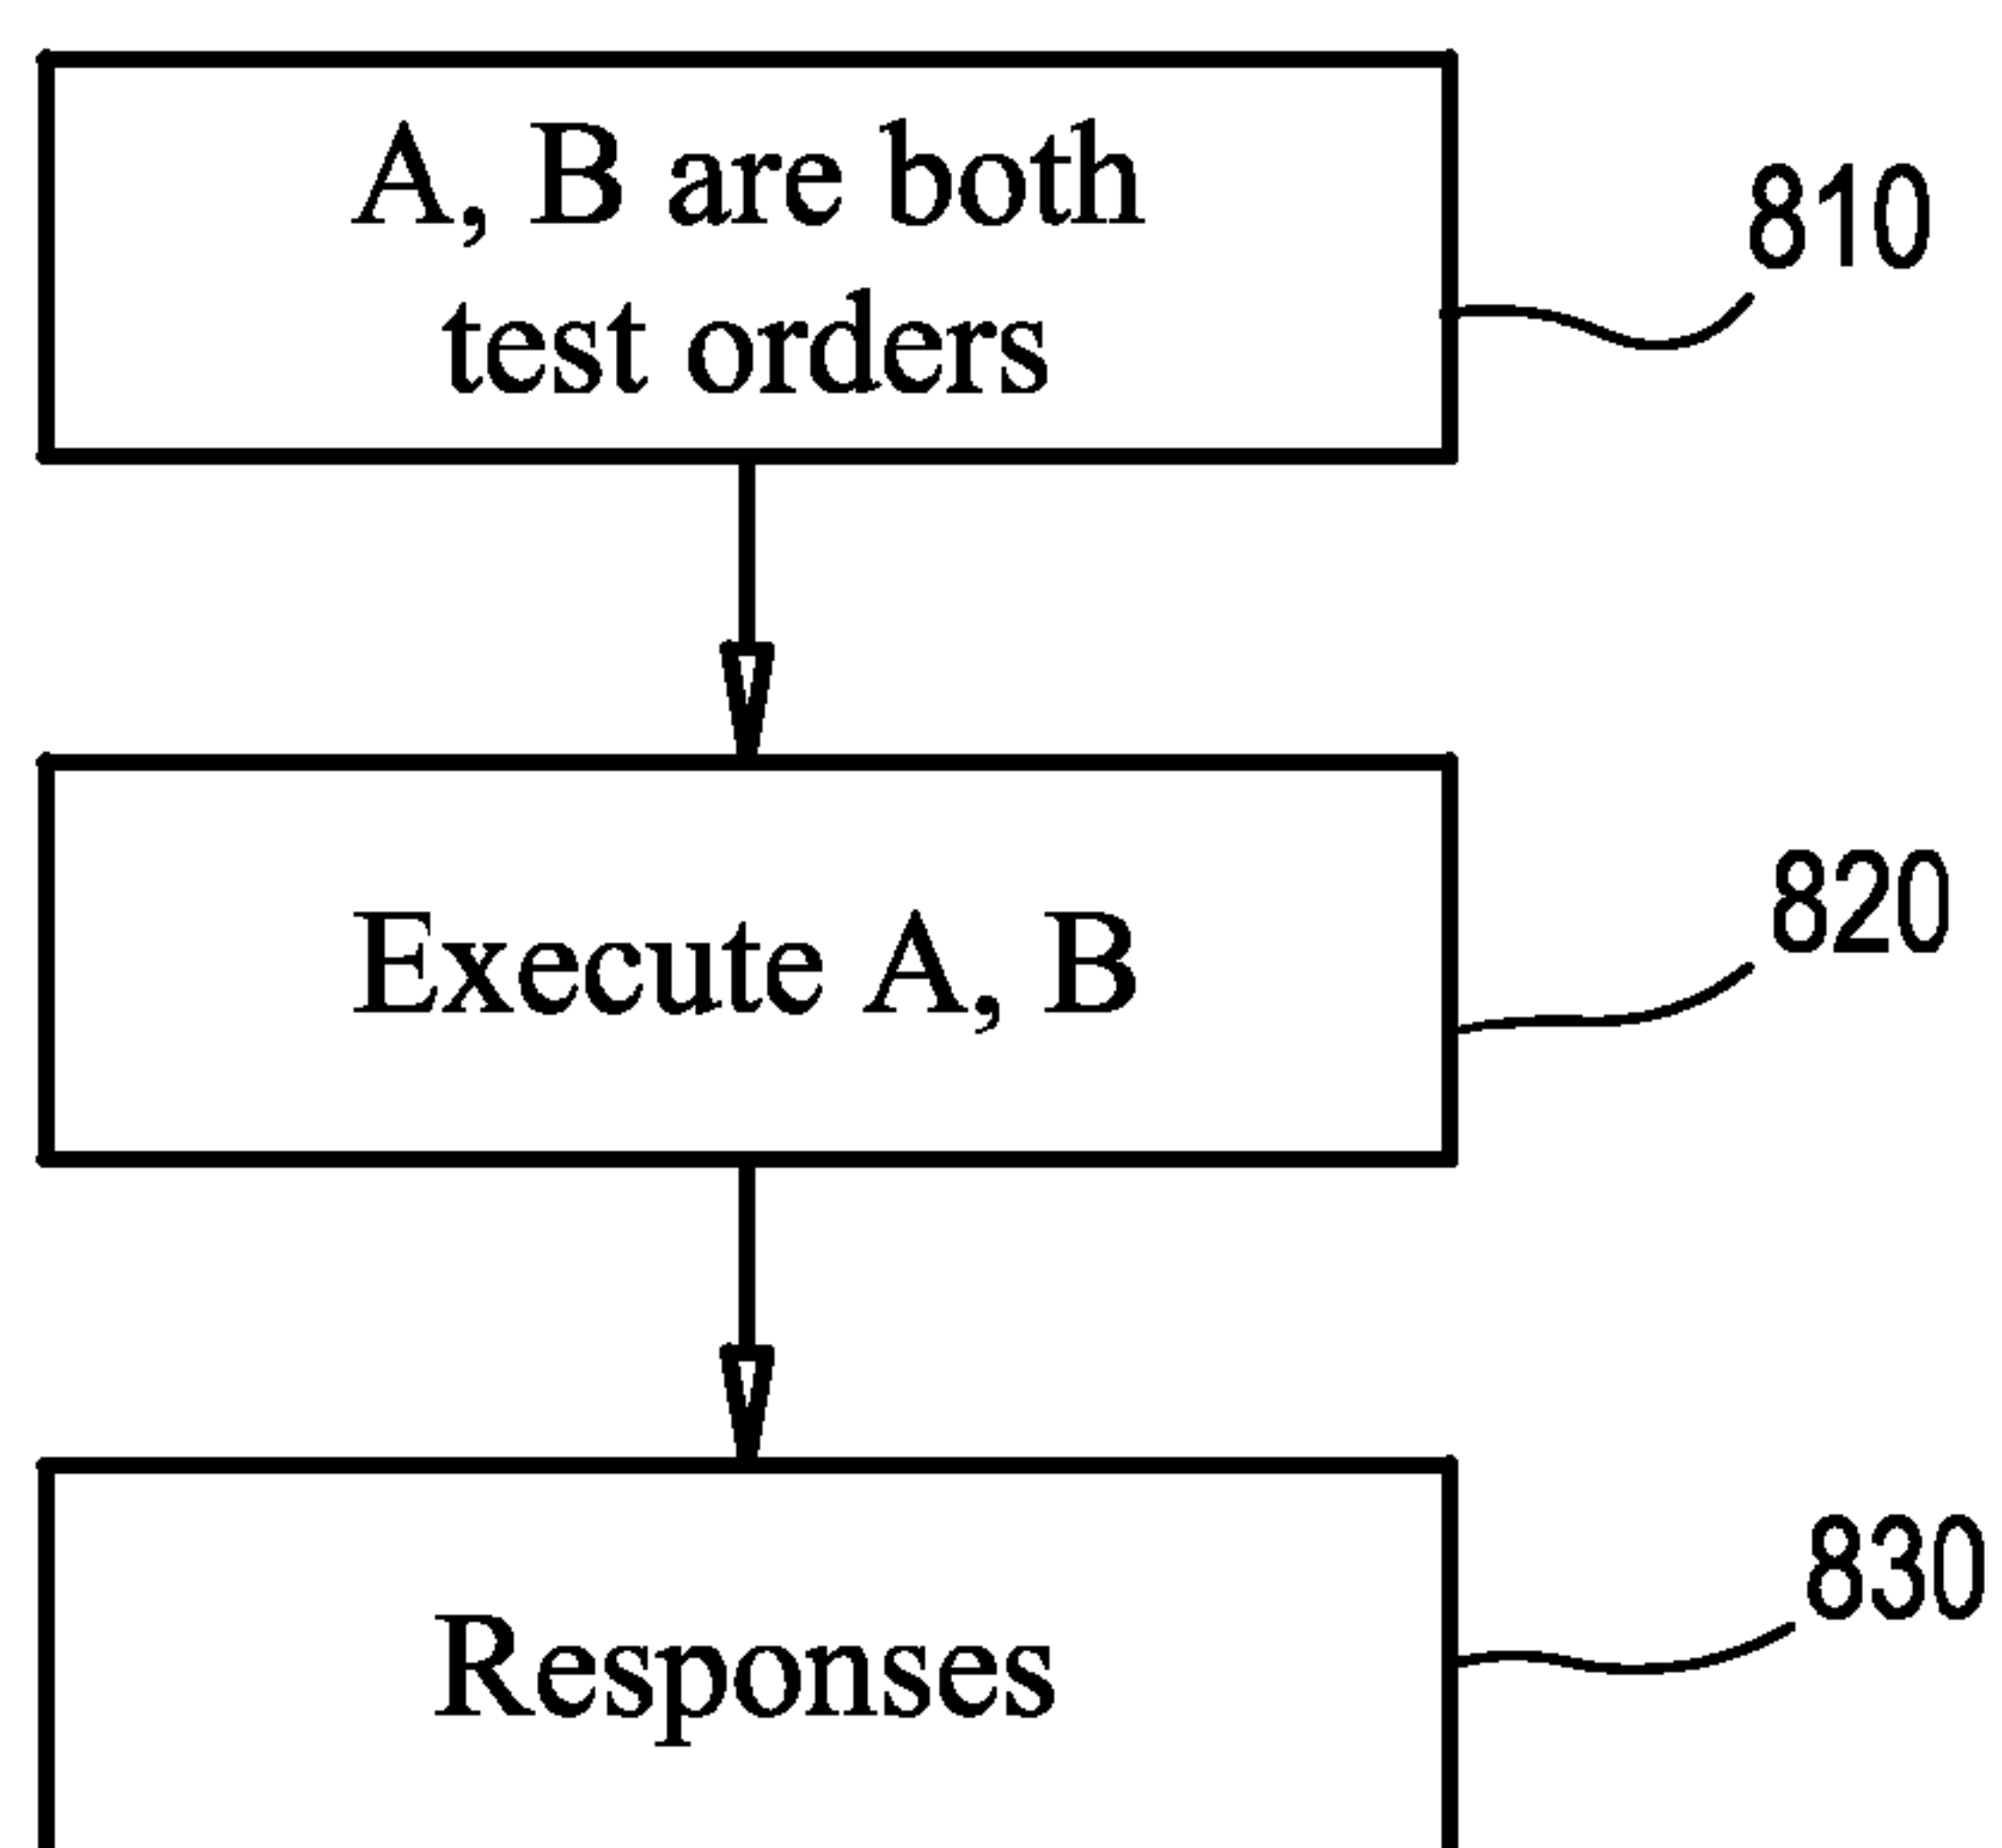 A, B are both
test orders
810
Execute A, B
820
Responses
830